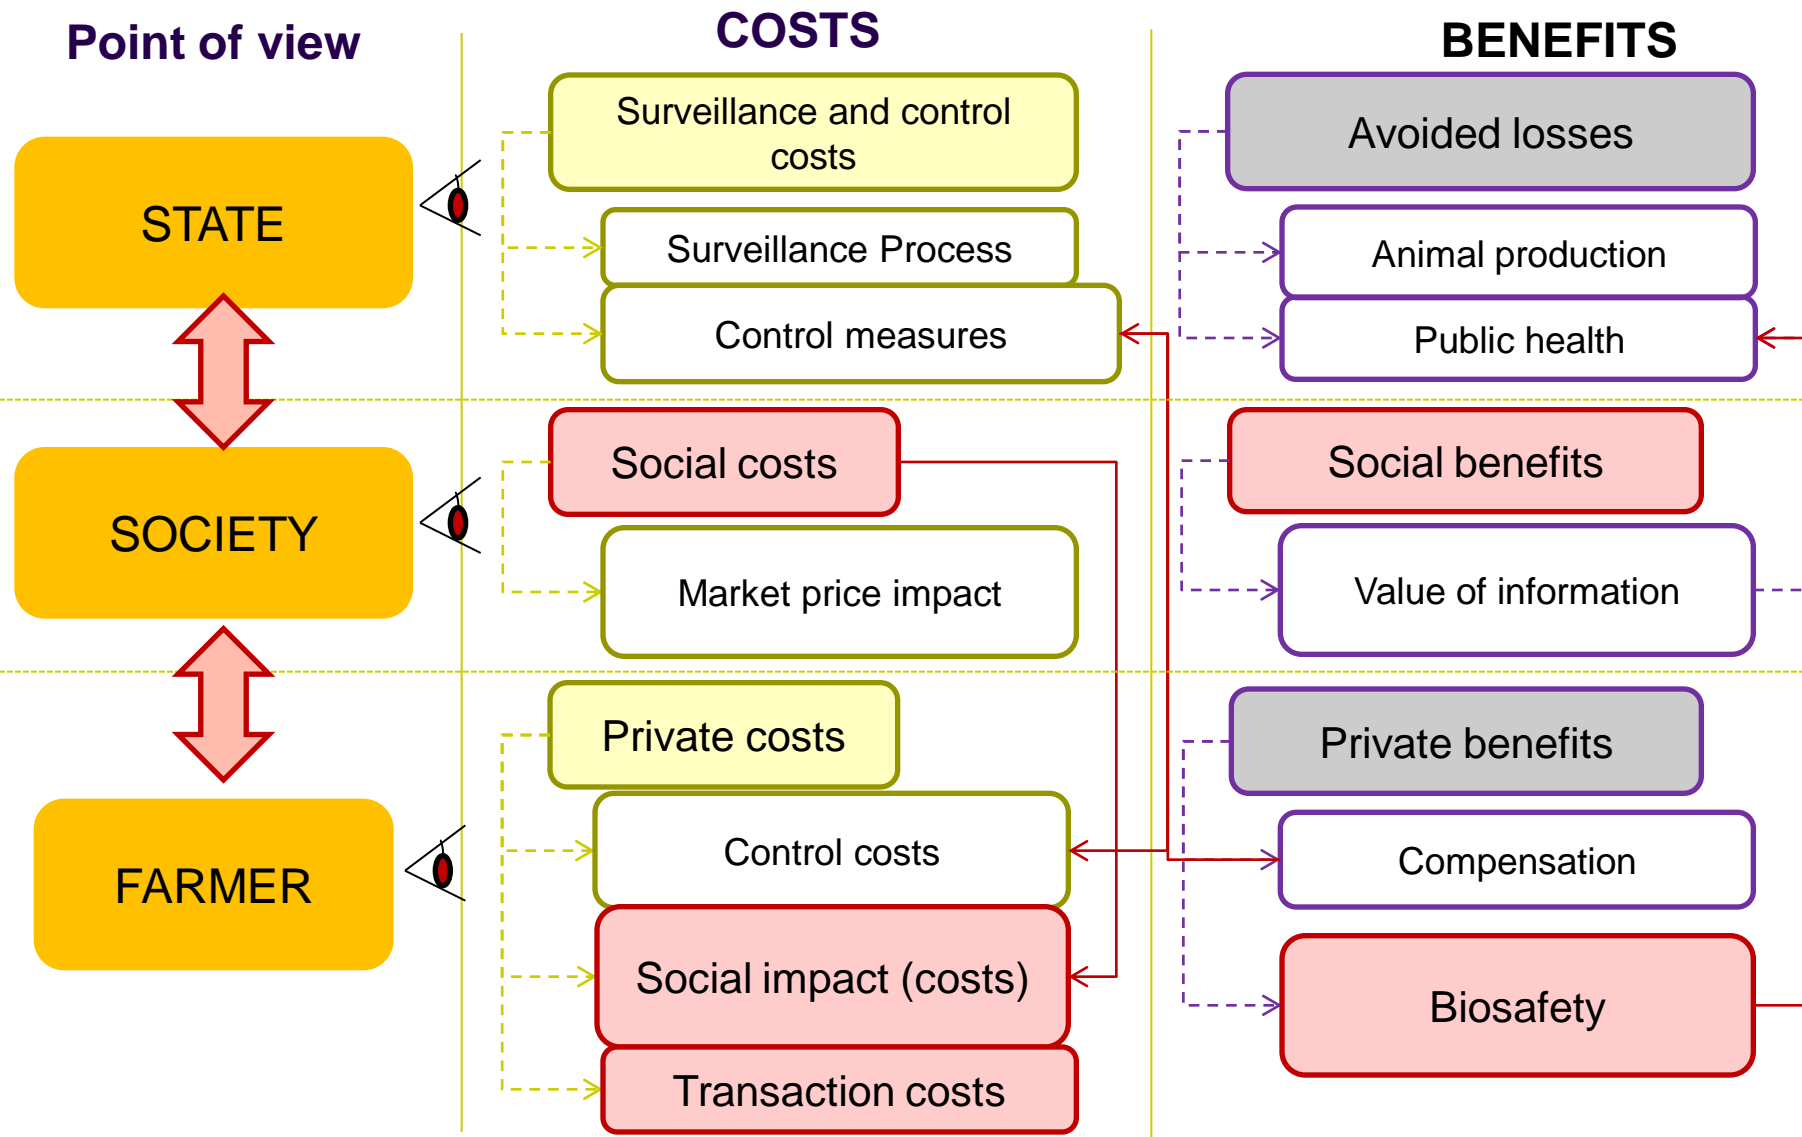 Point of view
COSTS
BENEFITS
STATE
Surveillance and control
costs
Surveillance Process
Control measures
Avoided losses
Animal production
Public health
SOCIETY
Social costs
Market price impact
Social benefits
Value of information
FARMER
Private costs
Control costs
Social impact (costs)
Transaction costs
Private benefits
Compensation
Biosafety